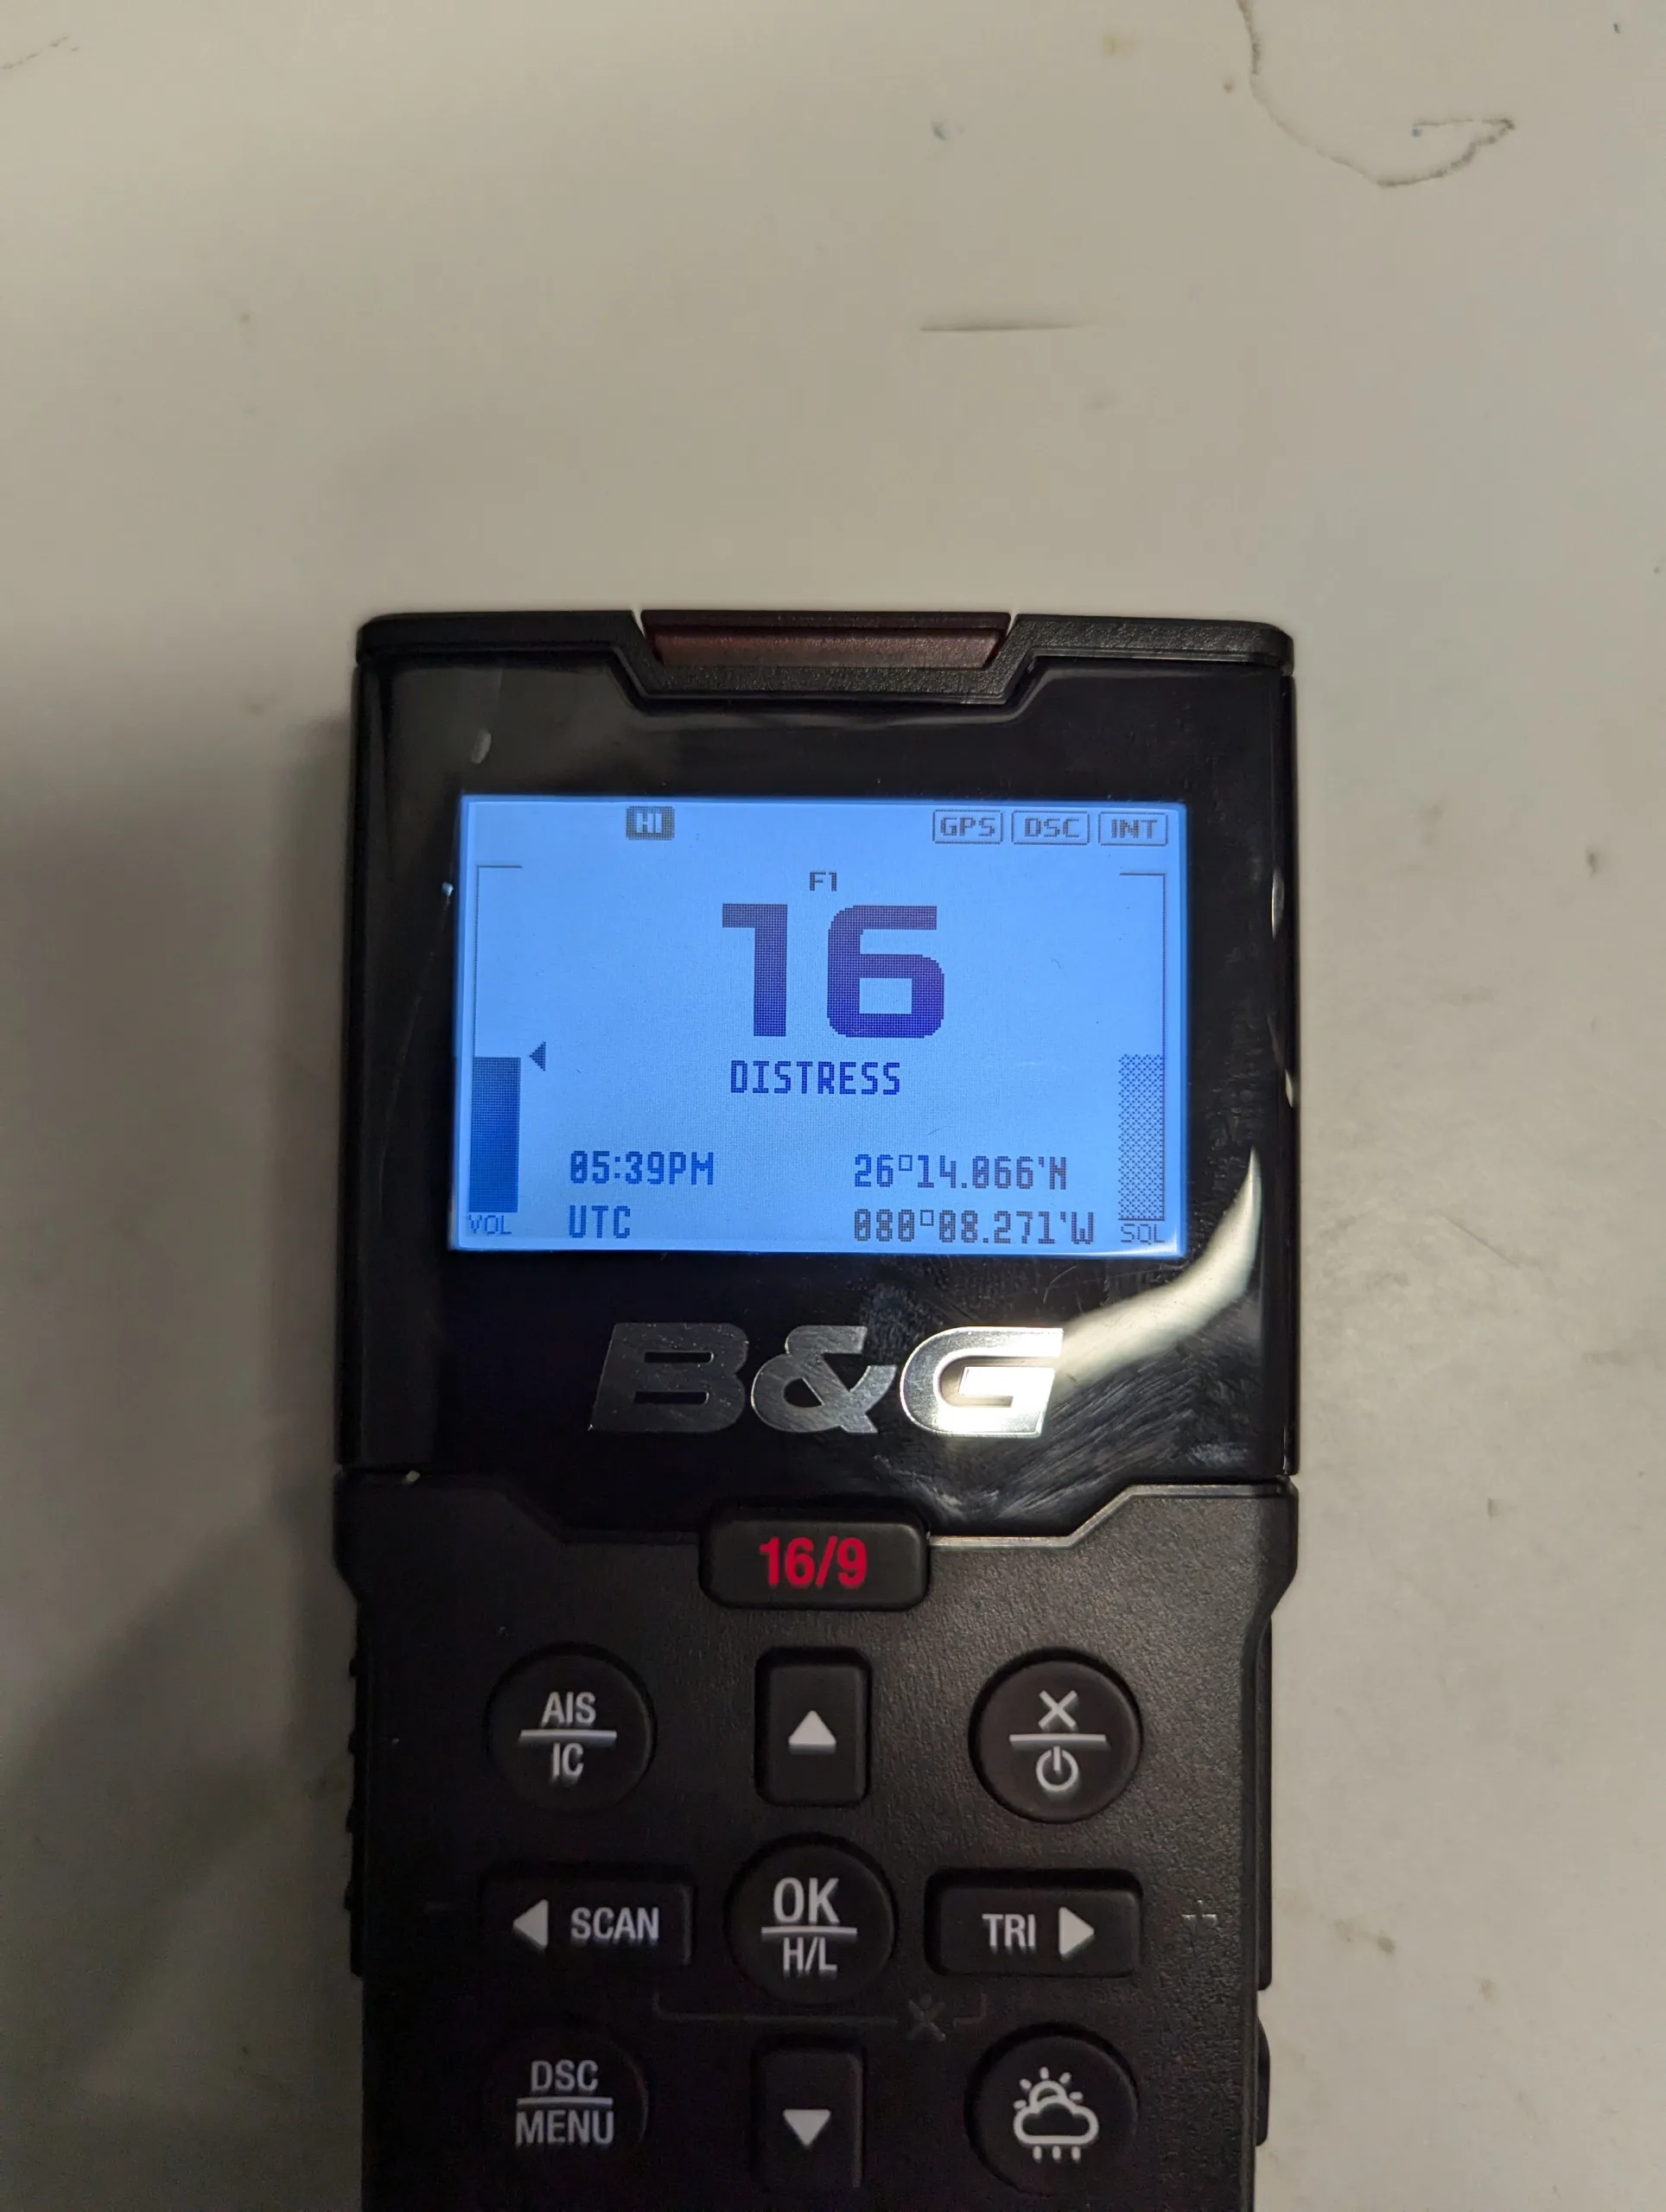 HI GPS DSC INT
F1
16
DISTRESS
05:39PM 26°14.066'N
UTC 080°08.271'W
VOL SQL
B&G
16/9
AIS
IC
SCAN OK TRI
H/L
DSC
MENU